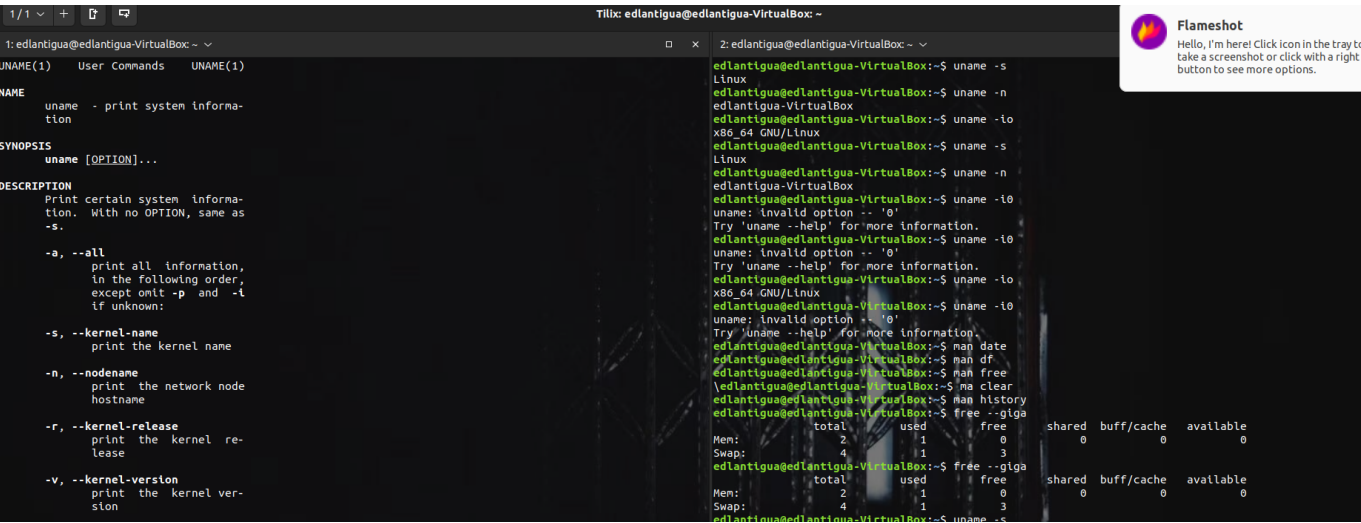 1/1
Tilix: edlantigua@edlantigua-VirtualBox: ~
Flameshot
Hello, I'm here! Click icon in the tray to
take a screenshot or click with a right
button to see more options.
1: edlantigua@edlantigua-VirtualBox: ~
UNAME(1) User Commands UNAME(1)
NAME
uname - print system informa-
tion
SYNOPSIS
uname [OPTION]...
DESCRIPTION
Print certain system informa-
tion. With no OPTION, same as
-s.
-a, --all
print all information,
in the following order,
except omit -p and -i
if unknown:
-s, --kernel-name
print the kernel name
-n, --nodename
print the network node
hostname
-r, --kernel-release
print the kernel re-
lease
-v, --kernel-version
print the kernel ver-
sion
2: edlantigua@edlantigua-VirtualBox: ~
edlantigua@edlantigua-VirtualBox:~$ uname -s
Linux
edlantigua@edlantigua-VirtualBox:~$ uname -n
edlantigua-VirtualBox
edlantigua@edlantigua-VirtualBox:~$ uname -io
x86_64 GNU/Linux
edlantigua@edlantigua-VirtualBox:~$ uname -s
Linux
edlantigua@edlantigua-VirtualBox:~$ uname -n
edlantigua-VirtualBox
edlantigua@edlantigua-VirtualBox:~$ uname -i0
uname: invalid option -- '0'
Try 'uname --help' for more information.
edlantigua@edlantigua-VirtualBox:~$ uname -i0
uname: invalid option -- '0'
Try 'uname --help' for more information.
edlantigua@edlantigua-VirtualBox:~$ uname -io
x86_64 GNU/Linux
edlantigua@edlantigua-VirtualBox:~$ uname -i0
uname: invalid option -- '0'
Try 'uname --help' for more information.
edlantigua@edlantigua-VirtualBox:~$ man date
edlantigua@edlantigua-VirtualBox:~$ man df
edlantigua@edlantigua-VirtualBox:~$ man free
\edlantigua@edlantigua-VirtualBox:~$ ma clear
edlantigua@edlantigua-VirtualBox:~$ man history
edlantigua@edlantigua-VirtualBox:~$ free --giga
total used free shared buff/cache available
Mem: 2 1 0 0 0 0
Swap: 4 1 3
edlantigua@edlantigua-VirtualBox:~$ free --giga
total used free shared buff/cache available
Mem: 2 1 0 0 0 0
Swap: 4 1 3
edlantigua@edlantigua-VirtualBox:~$ uname -s